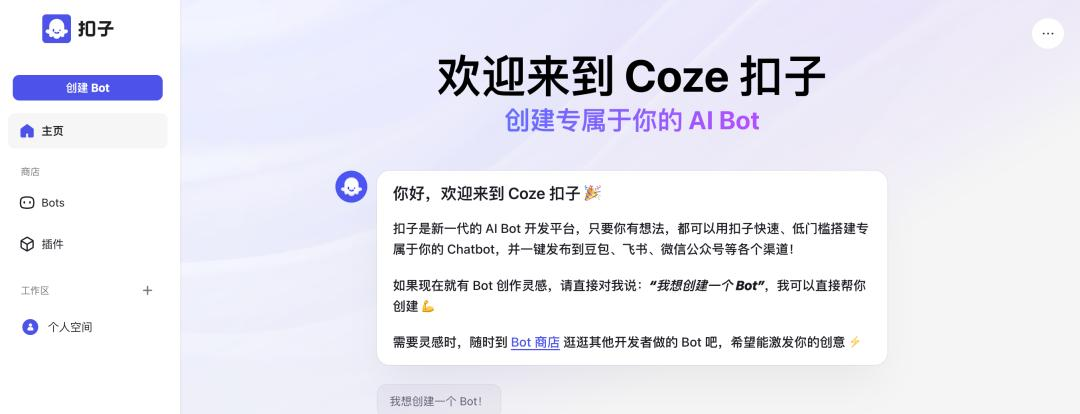 扣子
创建 Bot
主页
商店
Bots
插件
工作区
个人空间
欢迎来到 Coze 扣子
创建专属于你的 AI Bot
你好，欢迎来到 Coze 扣子🎉
扣子是新一代的 AI Bot 开发平台，只要你有想法，都可以用扣子快速、低门槛搭建专
属于你的 Chatbot，并一键发布到豆包、飞书、微信公众号等各个渠道！
如果现在就有 Bot 创作灵感，请直接对我说：“我想创建一个 Bot”，我可以直接帮你
创建 💪
需要灵感时，随时到 Bot 商店 逛逛其他开发者做的 Bot 吧，希望能激发你的创意 ⚡
我想创建一个 Bot！